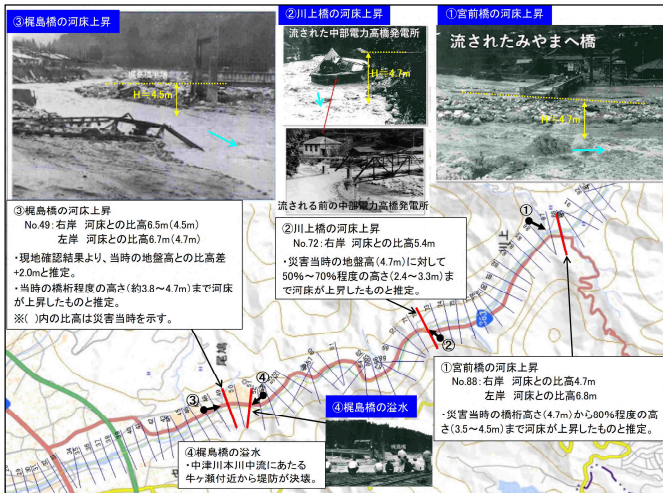 ③梶島橋の河床上昇
②川上橋の河床上昇
①宮前橋の河床上昇
梶島橋
H=4.5m
流された中部電力高橋発電所
H=4.7m
流される前の中部電力高橋発電所
流されたみやまへ橋
H=4.7m
③梶島橋の河床上昇
No.49：右岸 河床との比高6.5m(4.5m)
左岸 河床との比高6.7m(4.7m)
・現地確認結果より、当時の地盤高との比高差
+2.0mと推定。
・当時の橋桁程度の高さ(約3.8～4.7m)まで河床
が上昇したものと推定。
※( )内の比高は災害当時を示す。
②川上橋の河床上昇
No.72：右岸 河床との比高5.4m
・災害当時の地盤高(4.7m)に対して
50%～70%程度の高さ(2.4～3.3m)ま
で河床が上昇したものと推定。
①
川上
363
②
尾鳩
③
④
①宮前橋の河床上昇
No.88：右岸 河床との比高4.7m
左岸 河床との比高6.8m
・災害当時の橋桁高さ(4.7m)から80%程度の高
さ(3.5～4.5m)まで河床が上昇したものと推定。
④梶島橋の溢水
④梶島橋の溢水
・中津川本川中流にあたる
牛ヶ瀬付近から堤防が決壊。